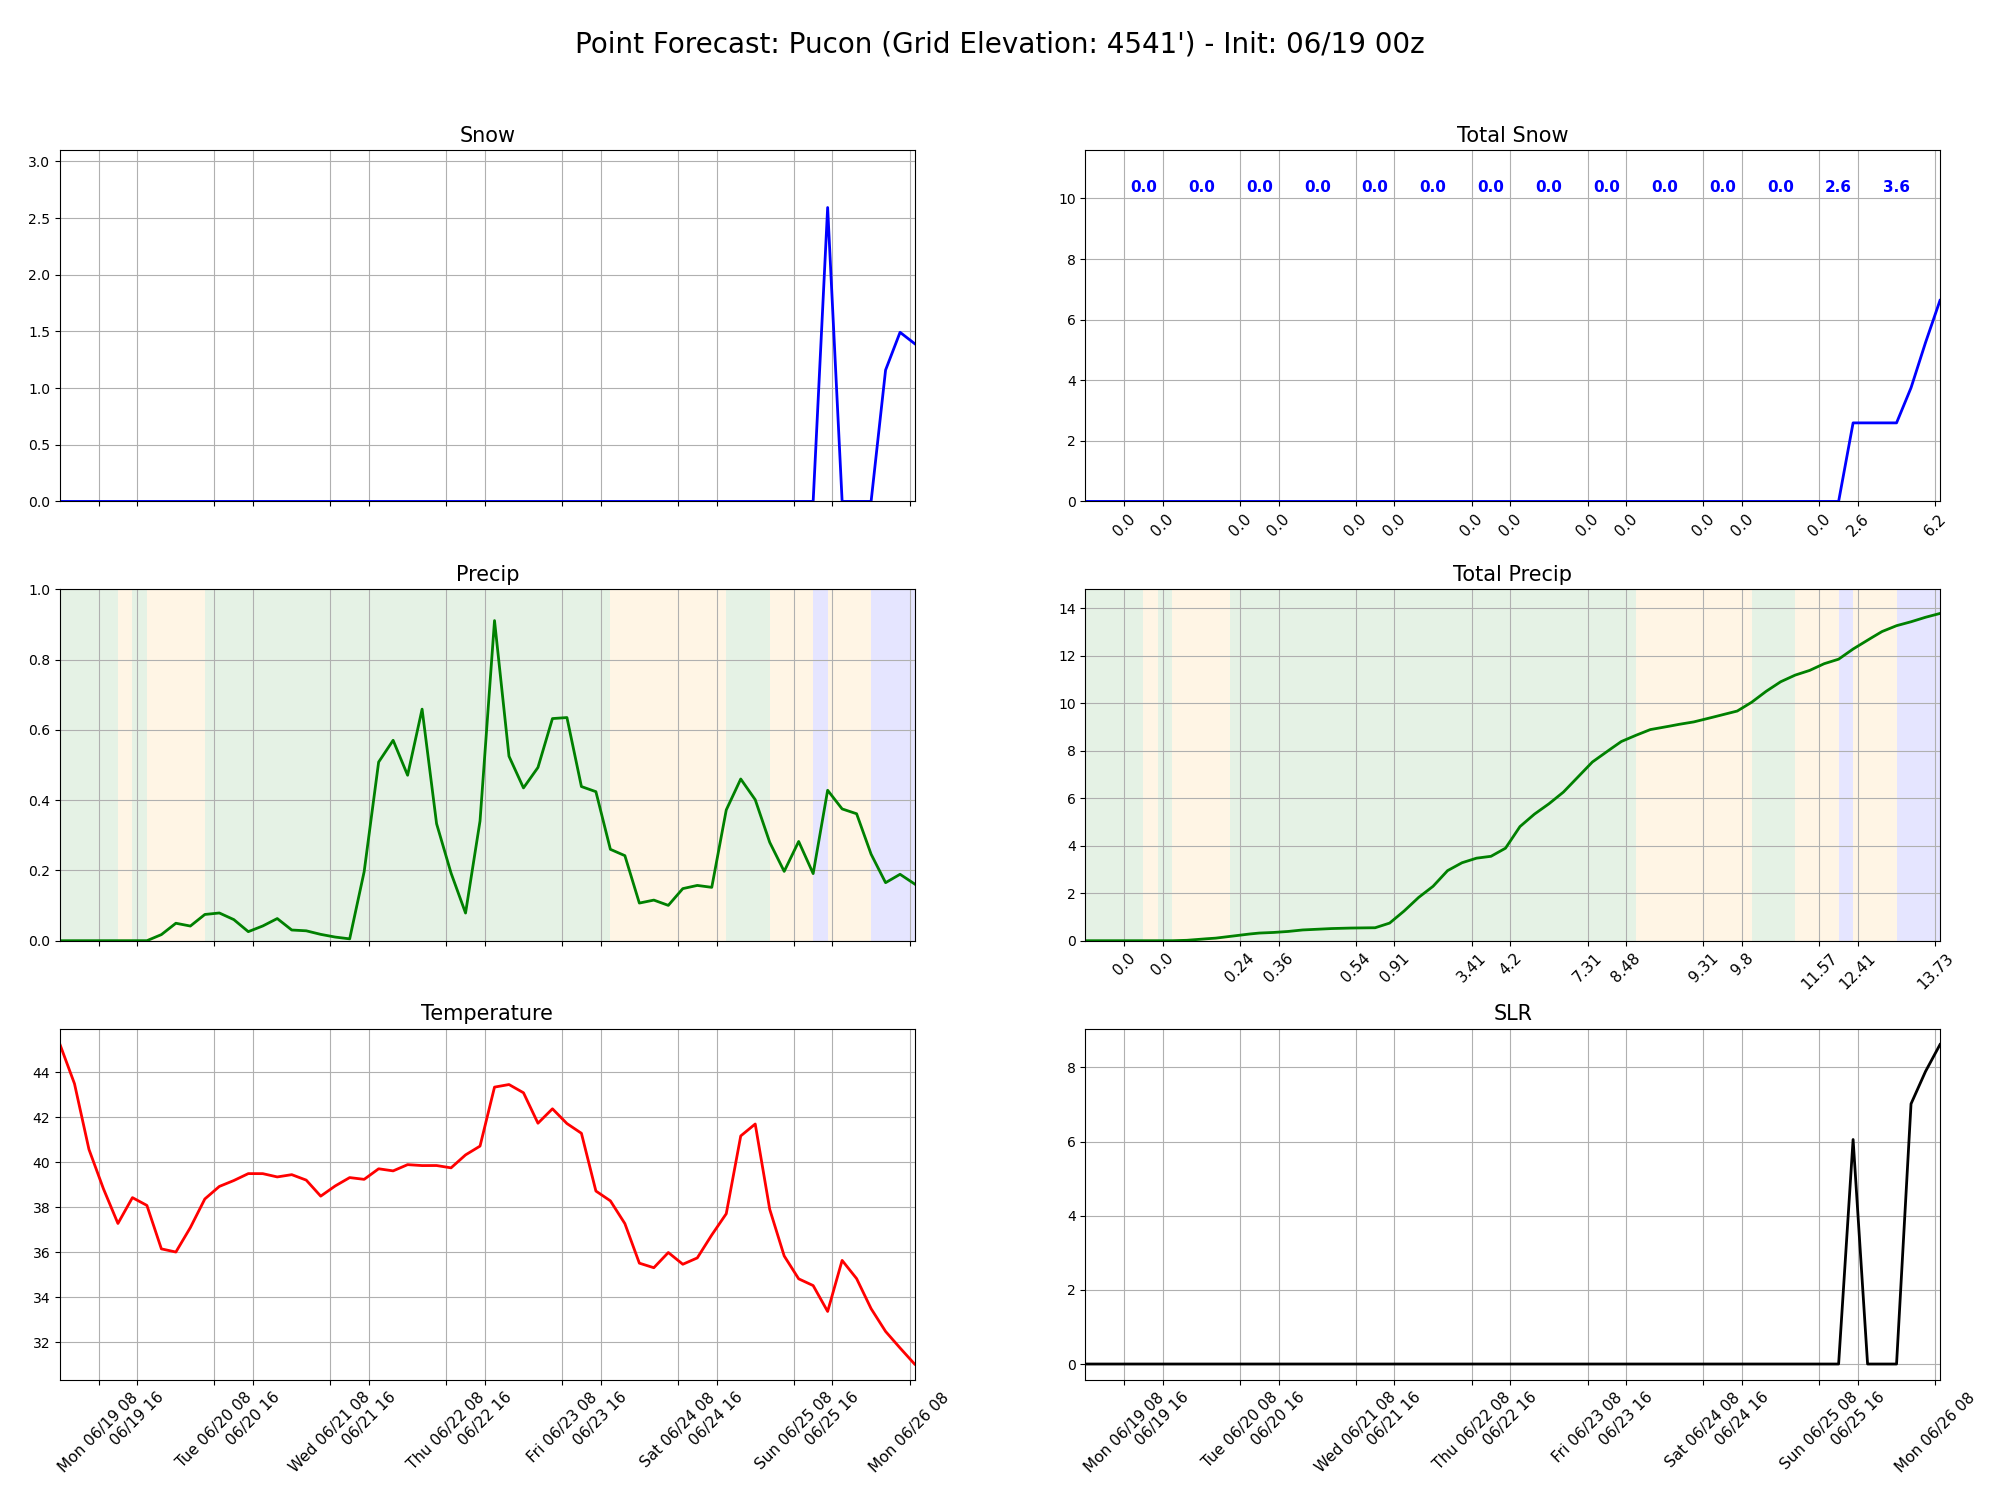 Point Forecast: Pucon (Grid Elevation: 4541') - Init: 06/19 00z
Snow
3.0
2.5
2.0
1.5
1.0
0.5
0.0
Total Snow
0.0 0.0 0.0 0.0 0.0 0.0 0.0 0.0 0.0 0.0 0.0 0.0 2.6 3.6
10
8
6
4
2
0
0.0 0.0 0.0 0.0 0.0 0.0 0.0 0.0 0.0 0.0 0.0 0.0 0.0 2.6 6.2
Precip
1.0
0.8
0.6
0.4
0.2
0.0
Total Precip
14
12
10
8
6
4
2
0
0.0 0.0 0.24 0.36 0.54 0.91 3.41 4.2 7.31 8.48 9.31 9.8 11.57 12.41 13.73
Temperature
44
42
40
38
36
34
32
Mon 06/19 08
06/19 16
Tue 06/20 08
06/20 16
Wed 06/21 08
06/21 16
Thu 06/22 08
06/22 16
Fri 06/23 08
06/23 16
Sat 06/24 08
06/24 16
Sun 06/25 08
06/25 16
Mon 06/26 08
SLR
8
6
4
2
0
Mon 06/19 08
06/19 16
Tue 06/20 08
06/20 16
Wed 06/21 08
06/21 16
Thu 06/22 08
06/22 16
Fri 06/23 08
06/23 16
Sat 06/24 08
06/24 16
Sun 06/25 08
06/25 16
Mon 06/26 08